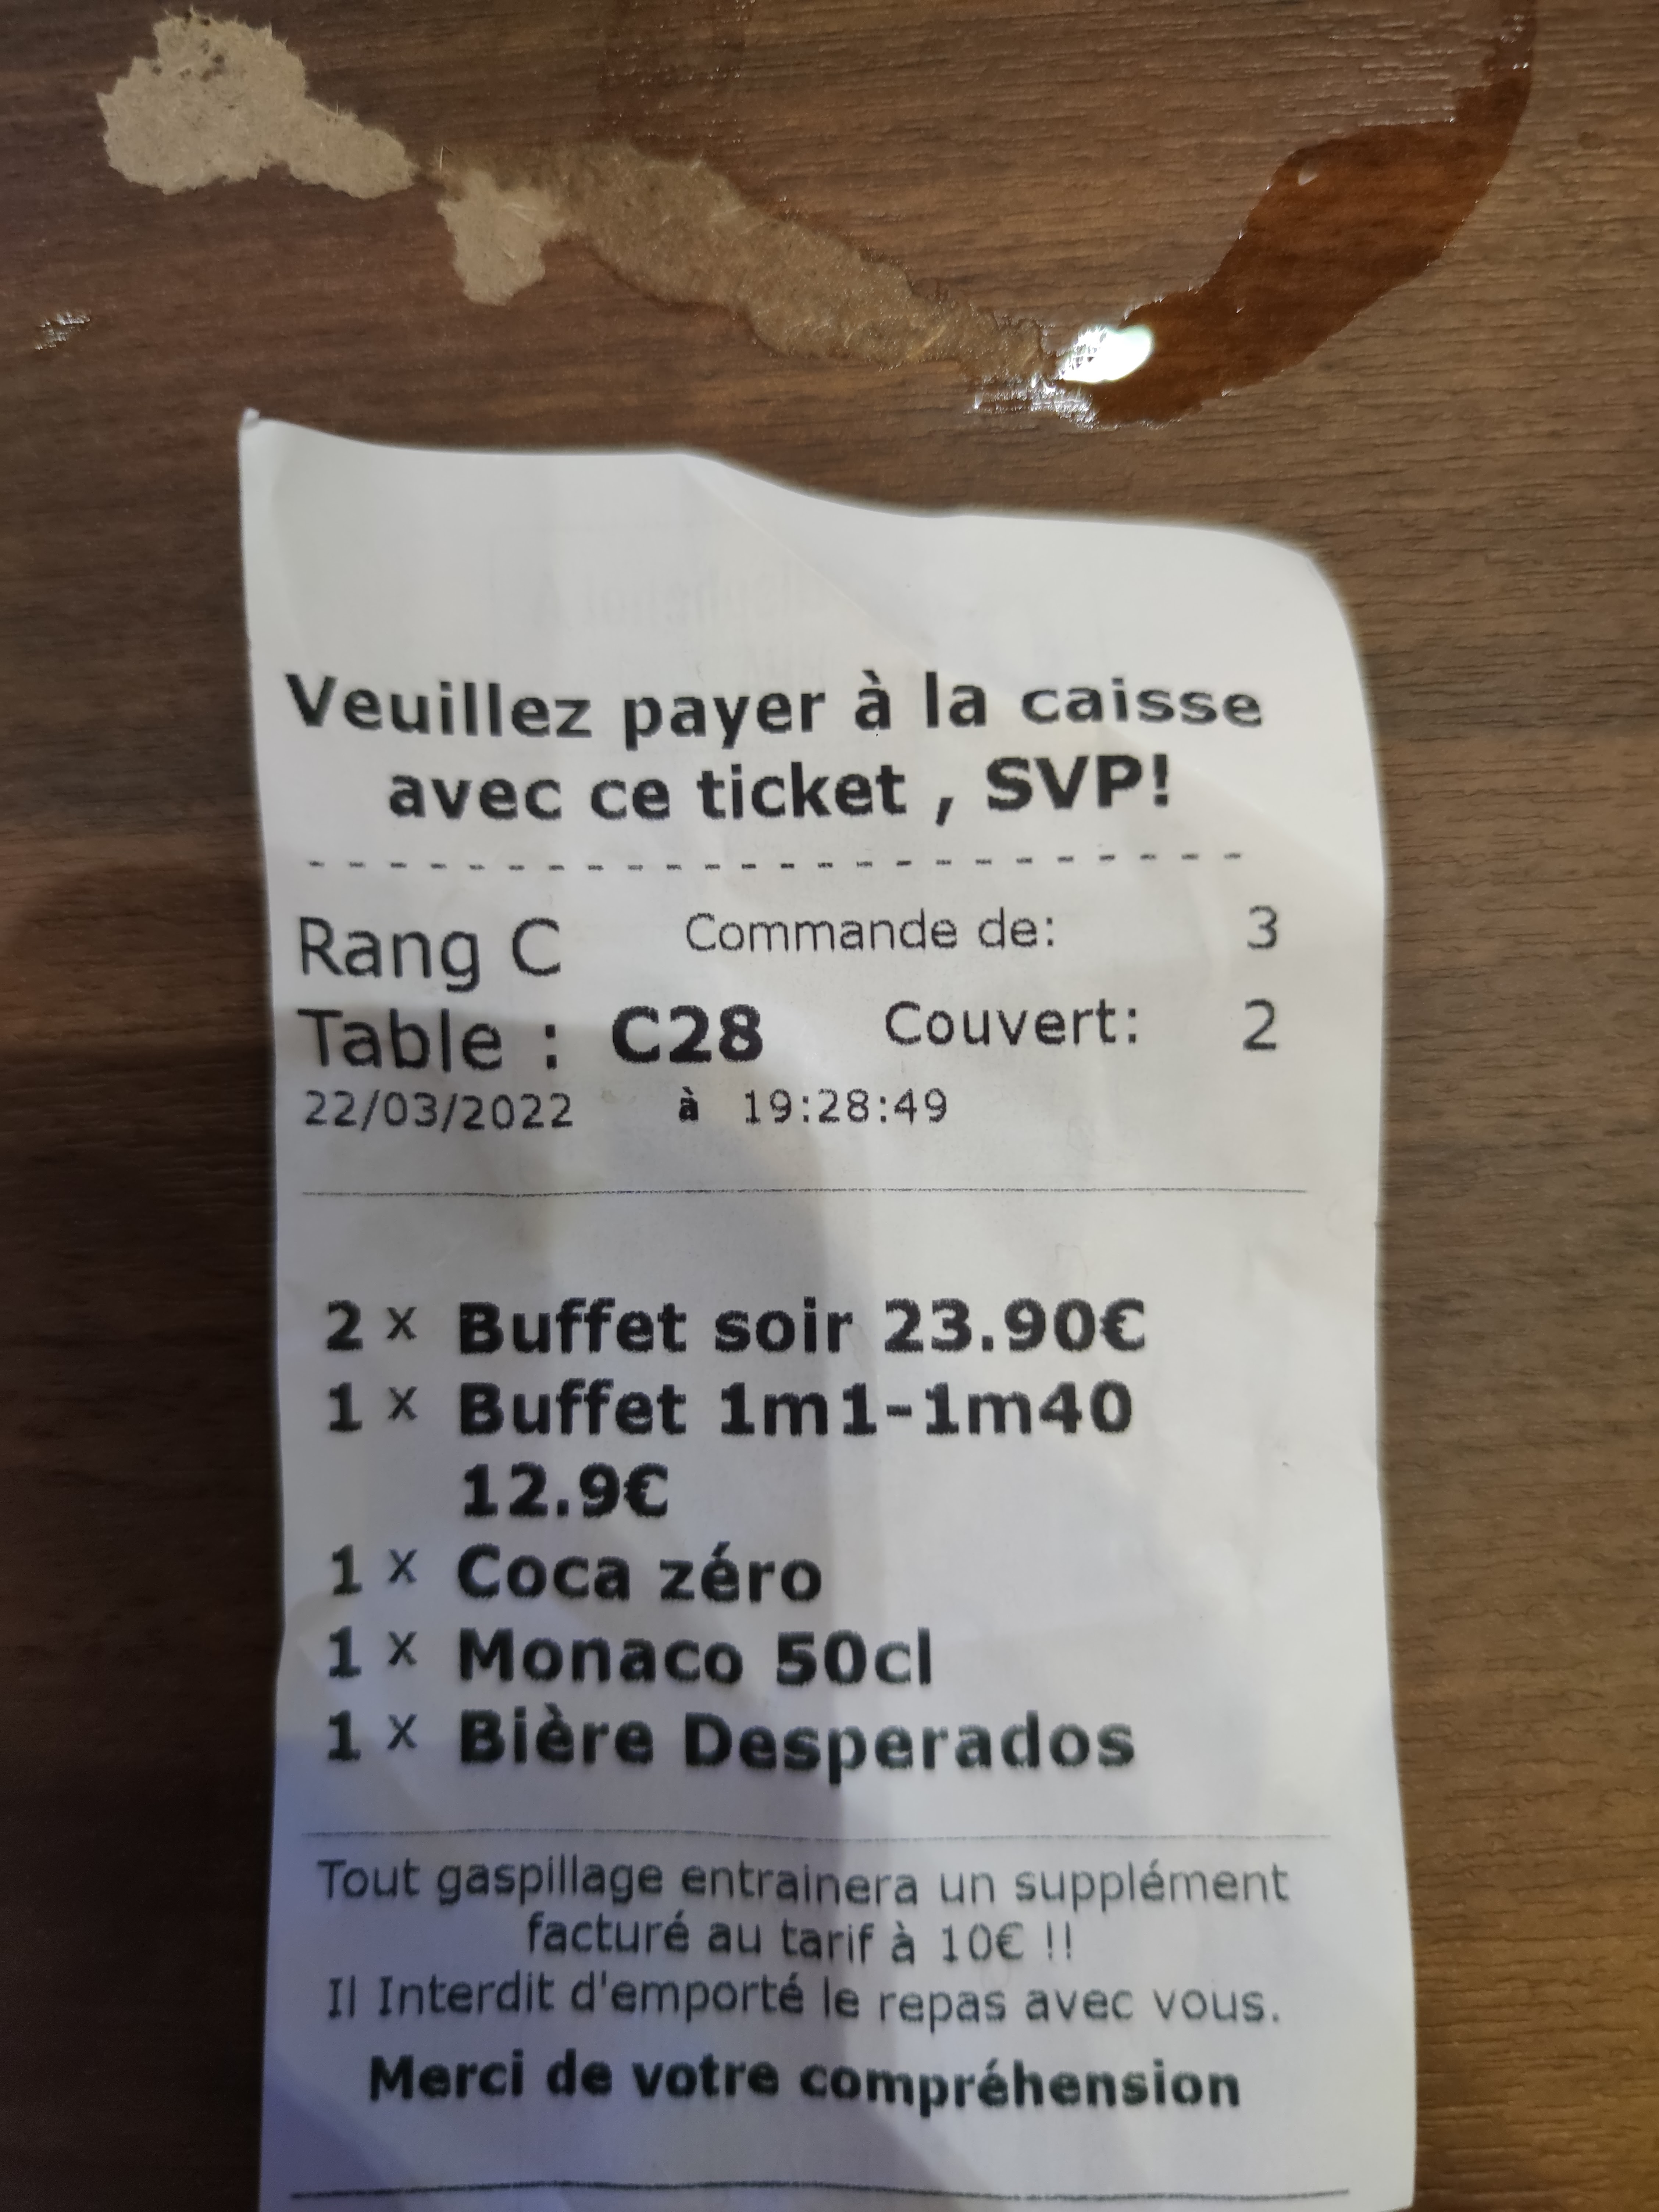 Veuillez payer à la caisse
avec ce ticket , SVP!
- - - - - - - - - - - - - - - - - - - - - - - -
Rang C Commande de: 3
Table : C28 Couvert: 2
22/03/2022 à 19:28:49
2 x Buffet soir 23.90€
1 x Buffet 1m1-1m40
12.9€
1 x Coca zéro
1 x Monaco 50cl
1 x Bière Desperados
Tout gaspillage entrainera un supplément
facturé au tarif à 10€ !!
Il Interdit d'emporté le repas avec vous.
Merci de votre compréhension